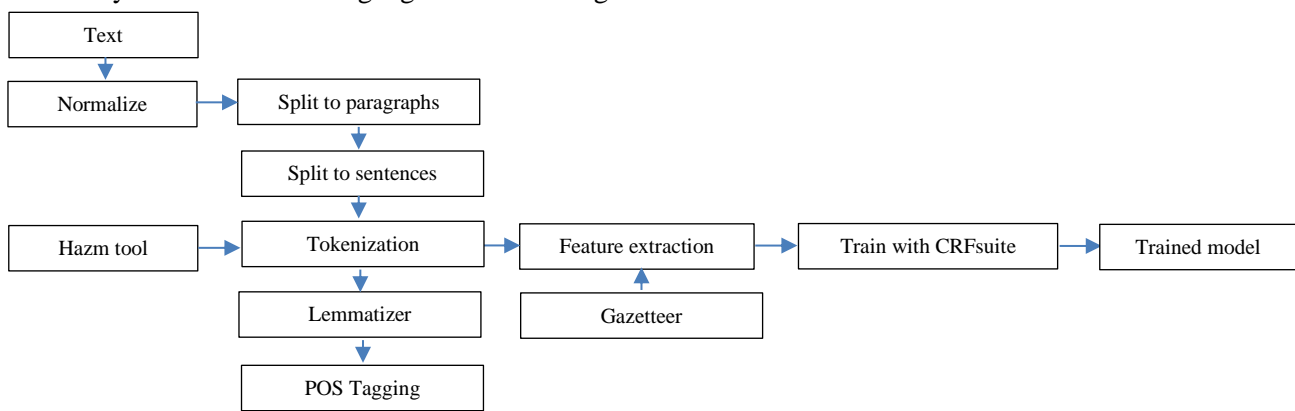 Text
Normalize
Split to paragraphs
Split to sentences
Hazm tool
Tokenization
Feature extraction
Train with CRFsuite
Trained model
Lemmatizer
Gazetteer
POS Tagging